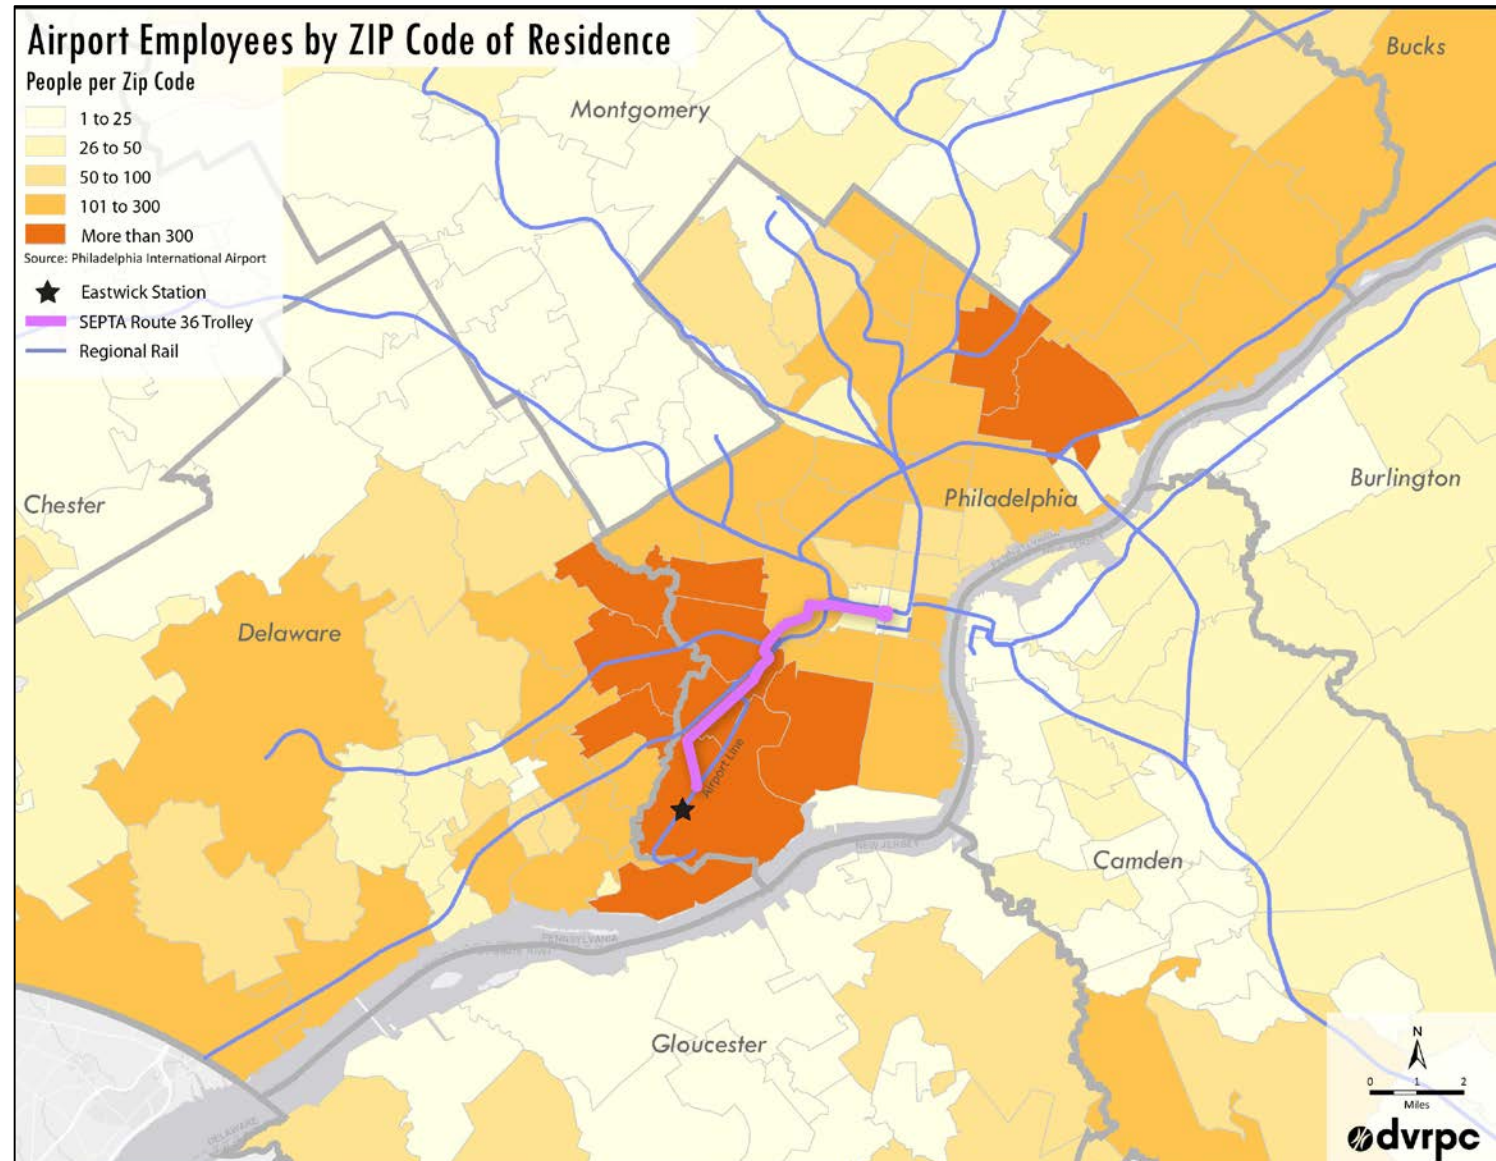 Airport Employees by ZIP Code of Residence
People per Zip Code
1 to 25
26 to 50
50 to 100
101 to 300
More than 300
Source: Philadelphia International Airport
Eastwick Station
SEPTA Route 36 Trolley
Regional Rail
Bucks
Montgomery
Chester
Philadelphia
Burlington
Delaware
Airport Line
NEW JERSEY
Camden
PENNSYLVANIA
Gloucester
DELAWARE
N
0 1 2
Miles
dvrpc